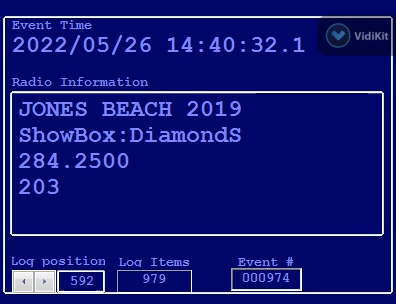 Event Time
2022/05/26 14:40:32.1
VidiKit
Radio Information
JONES BEACH 2019
ShowBox:DiamondS
284.2500
203
Log position
Log Items
Event #
592
979
000974